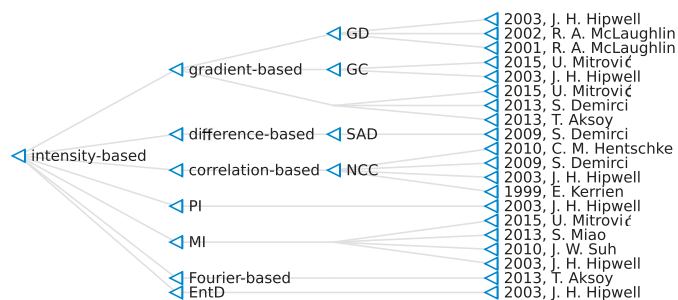 2003, J. H. Hipwell
GD 2002, R. A. McLaughlin
2001, R. A. McLaughlin
2015, U. Mitrović
gradient-based GC
2003, J. H. Hipwell
2015, U. Mitrović
2013, S. Demirci
2013, T. Aksoy
difference-based SAD 2009, S. Demirci
2010, C. M. Hentschke
intensity-based
2009, S. Demirci
correlation-based NCC
2003, J. H. Hipwell
1999, E. Kerrien
PI 2003, J. H. Hipwell
2015, U. Mitrović
2013, S. Miao
MI
2010, J. W. Suh
2003, J. H. Hipwell
Fourier-based 2013, T. Aksoy
EntD 2003, J. H. Hipwell